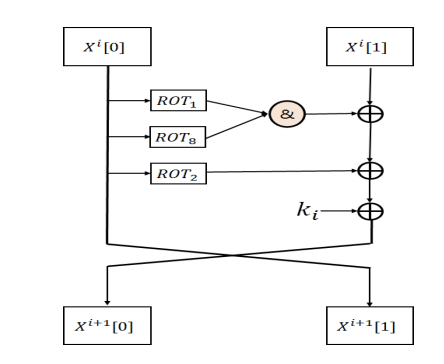 X^i[0] X^i[1]
ROT_1
&
ROT_8
ROT_2
k_i
X^{i+1}[0] X^{i+1}[1]